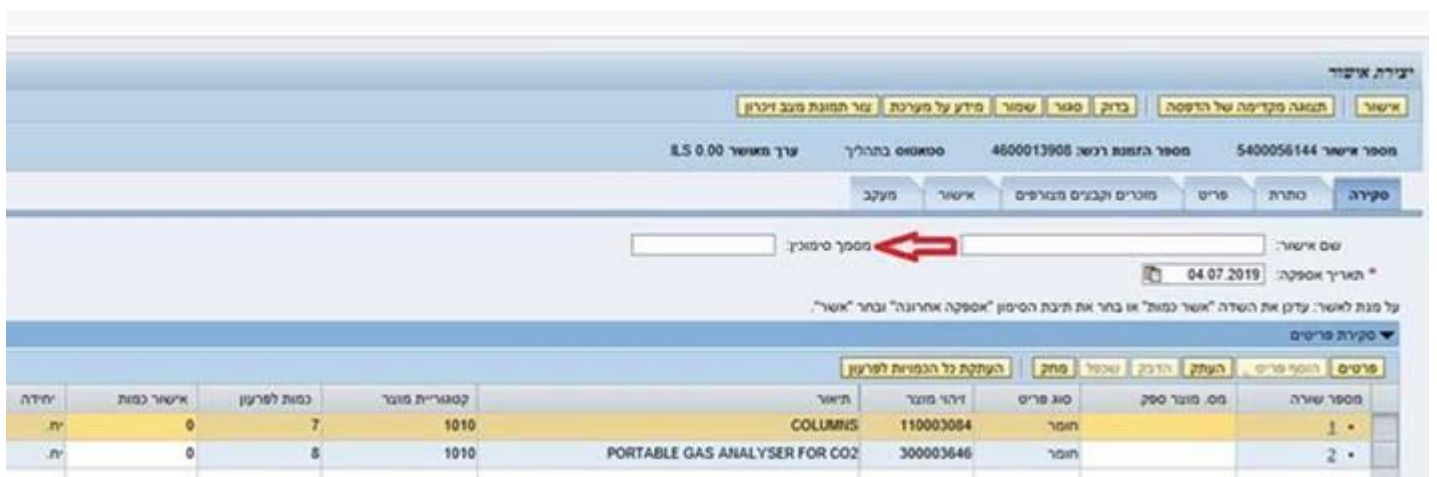 יצירת אישור
אישור תצוגה מקדימה של הדפסה בדוק סגור שמור מידע על מערכת צור תמונת מצב זיכרון
מספר אישור 5400056144 מספר הזמנת רכש: 4600013908 סטאטוס בתהליך ערך מאושר 0.00 ILS
סקירה כותרת פריט מוכרים וקבצים מצורפים אישור מעקב
שם אישור: מסמך סימוכין:
* תאריך אספקה: 04.07.2019
על מנת לאשר: עדכן את השדה "אשר כמות" או בחר את תיבת הסימון "אספקה אחרונה" ובחר "אשר".
סקירת פריטים
פרטים הוסף פריט העתק הדבק שכפל מחק העתקת כל הכמויות לפרעון
מספר שורה מס. מוצר ספק סוג פריט זיהוי מוצר תיאור קטגוריית מוצר כמות לפרעון אישור כמות יחידה
• 1 חומר 110003084 COLUMNS 1010 7 0 יח.
• 2 חומר 300003646 PORTABLE GAS ANALYSER FOR CO2 1010 8 0 יח.